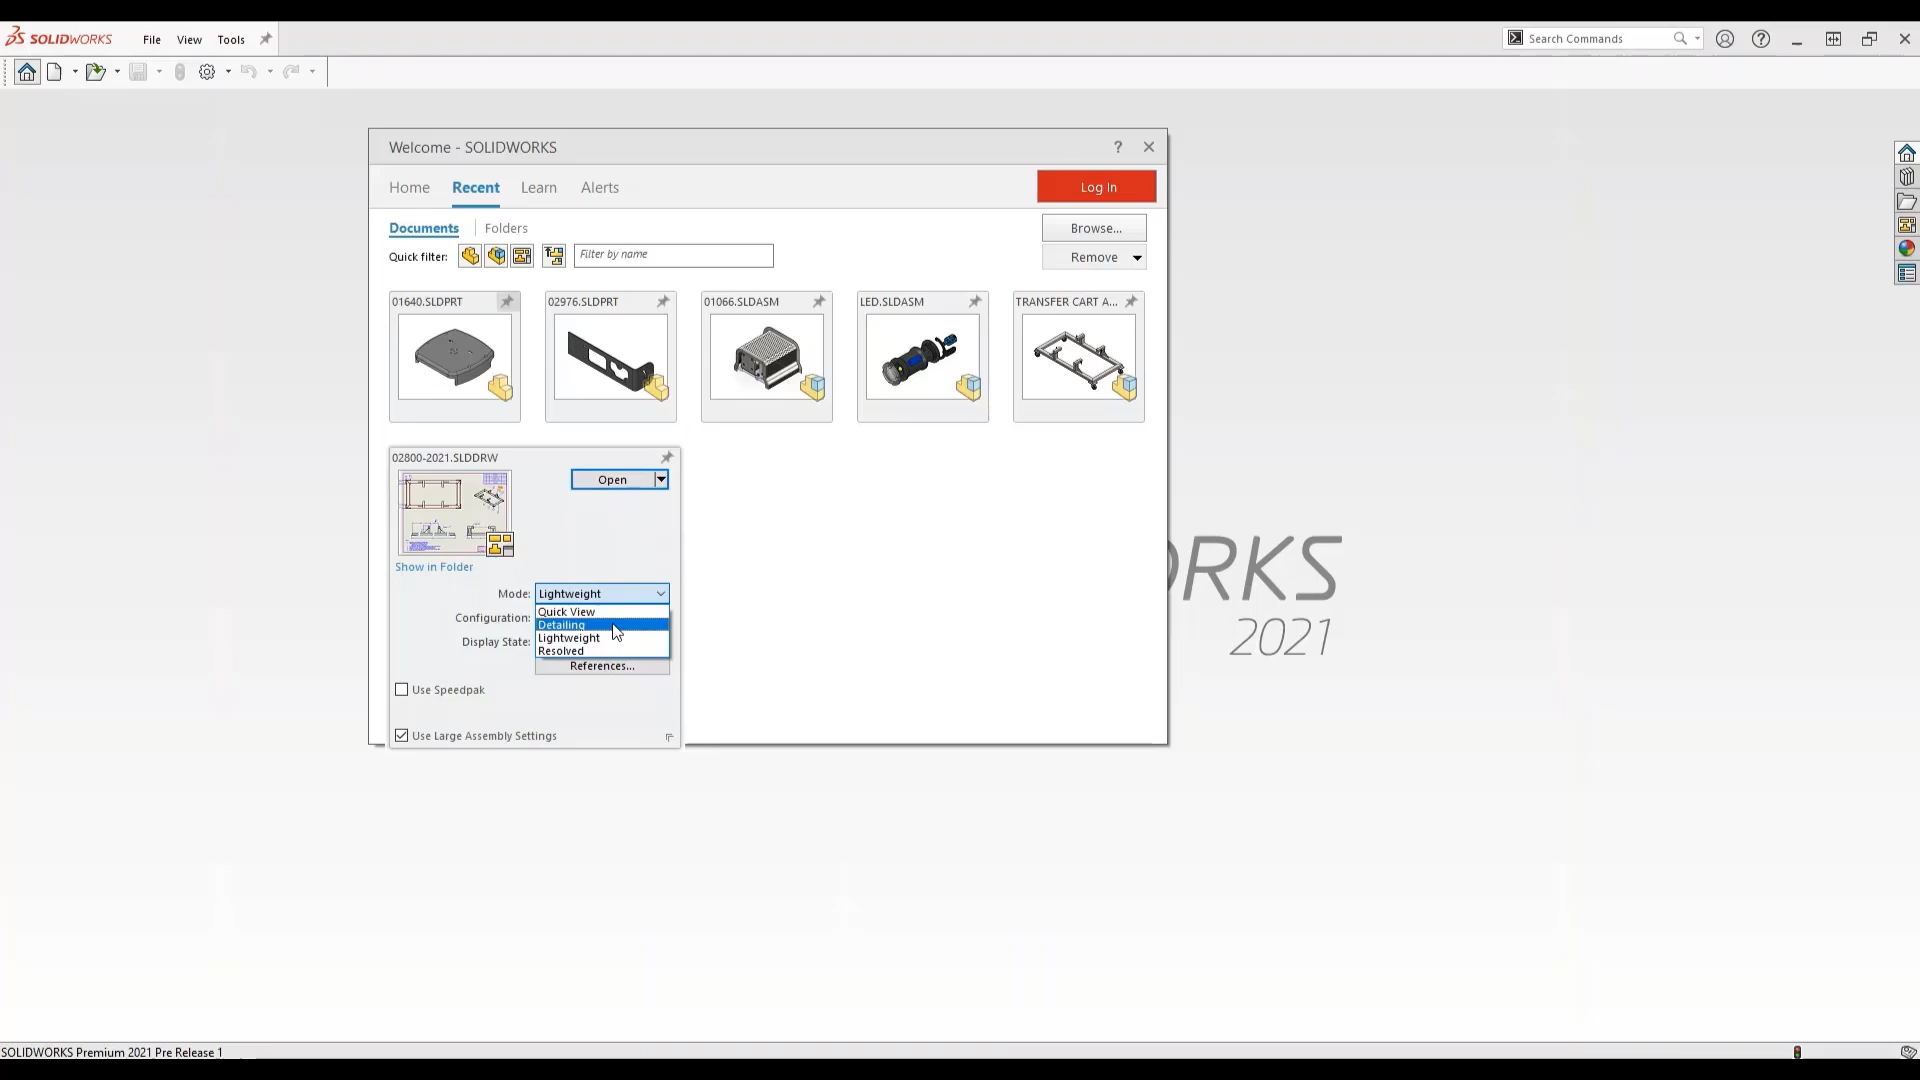 SOLIDWORKS File View Tools Search Commands
Welcome - SOLIDWORKS
Home Recent Learn Alerts Log In
Documents Folders Browse...
Quick filter: Filter by name Remove
01640.SLDPRT 02976.SLDPRT 01066.SLDASM LED.SLDASM TRANSFER CART A...
02800-2021.SLDDRW
Open
Show in Folder
Mode: Lightweight
Quick View
Configuration:
Detailing
Lightweight
Display State:
Resolved
References...
Use Speedpak
Use Large Assembly Settings
ORKS
2021
SOLIDWORKS Premium 2021 Pre Release 1